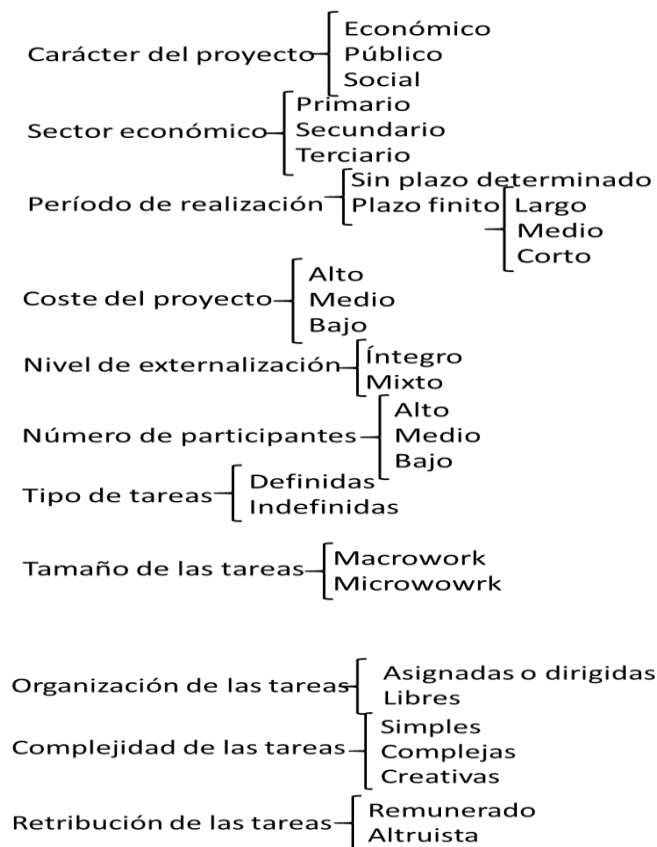 Carácter del proyecto
Económico
Público
Social
Sector económico
Primario
Secundario
Terciario
Período de realización
Sin plazo determinado
Plazo finito
Largo
Medio
Corto
Coste del proyecto
Alto
Medio
Bajo
Nivel de externalización
Íntegro
Mixto
Número de participantes
Alto
Medio
Bajo
Tipo de tareas
Definidas
Indefinidas
Tamaño de las tareas
Macrowork
Microwowrk
Organización de las tareas
Asignadas o dirigidas
Libres
Complejidad de las tareas
Simples
Complejas
Creativas
Retribución de las tareas
Remunerado
Altruista